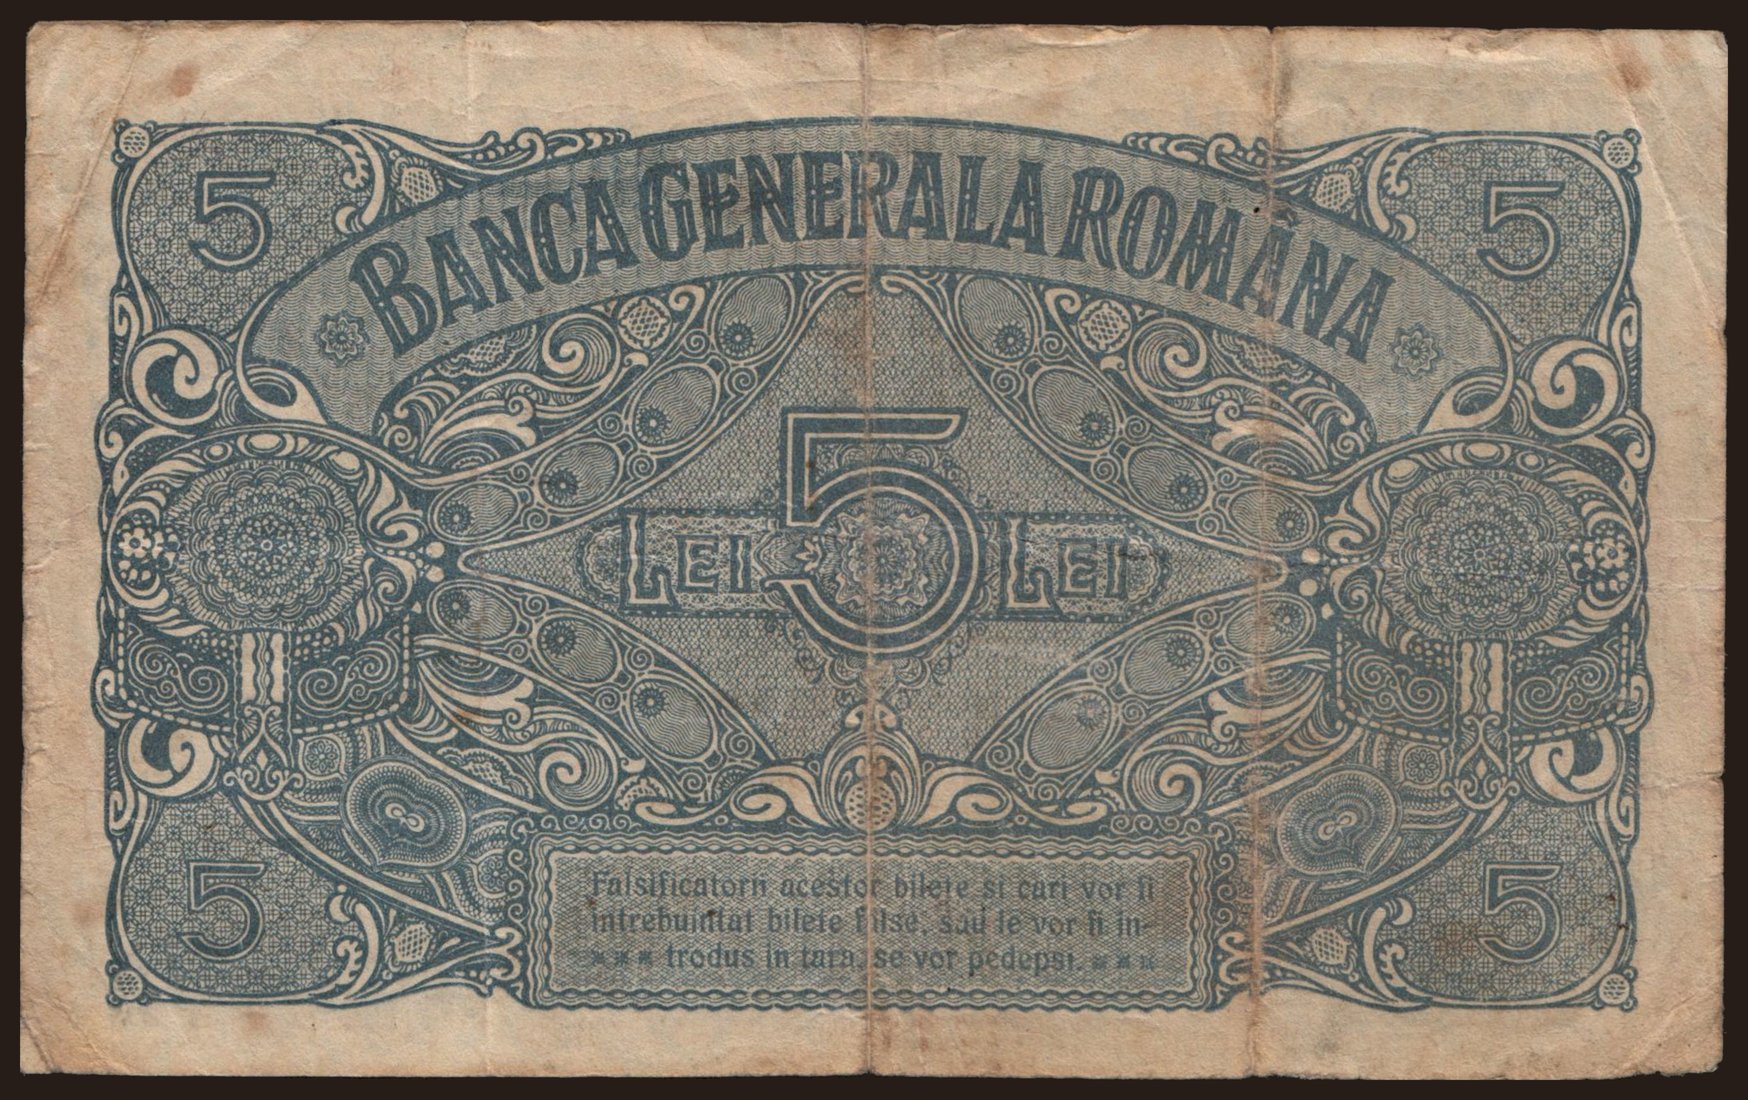 5 5
BANCA GENERALA ROMÂNA
LEI 5 LEI
5 5
Falsificatorii acestor bilete si cari vor fi
intrebuintat bilete false, sau le vor fi in-
trodus in tara, se vor pedepsi.